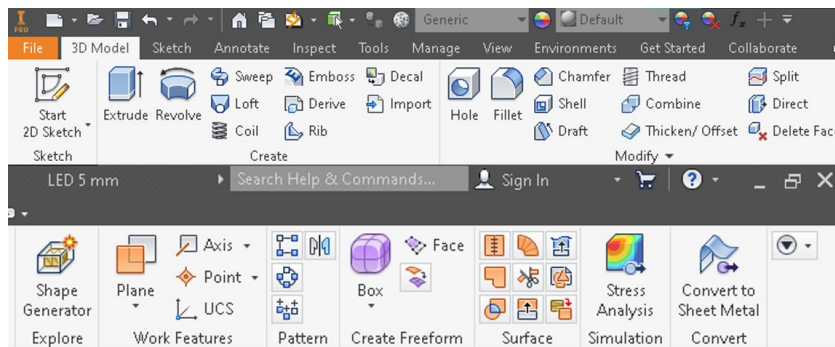 I
PRO
Generic
Default
fx
File 3D Model Sketch Annotate Inspect Tools Manage View Environments Get Started Collaborate
Start
2D Sketch
Sketch
Extrude Revolve
Sweep Emboss Decal
Loft Derive Import
Coil Rib
Create
Hole Fillet
Chamfer Thread Split
Shell Combine Direct
Draft Thicken/ Offset Delete Fac
Modify
LED 5 mm Search Help & Commands... Sign In ?
Shape
Generator
Explore
Plane
Axis
Point
UCS
Work Features
Pattern
Box
Face
Create Freeform
Surface
Stress
Analysis
Simulation
Convert to
Sheet Metal
Convert